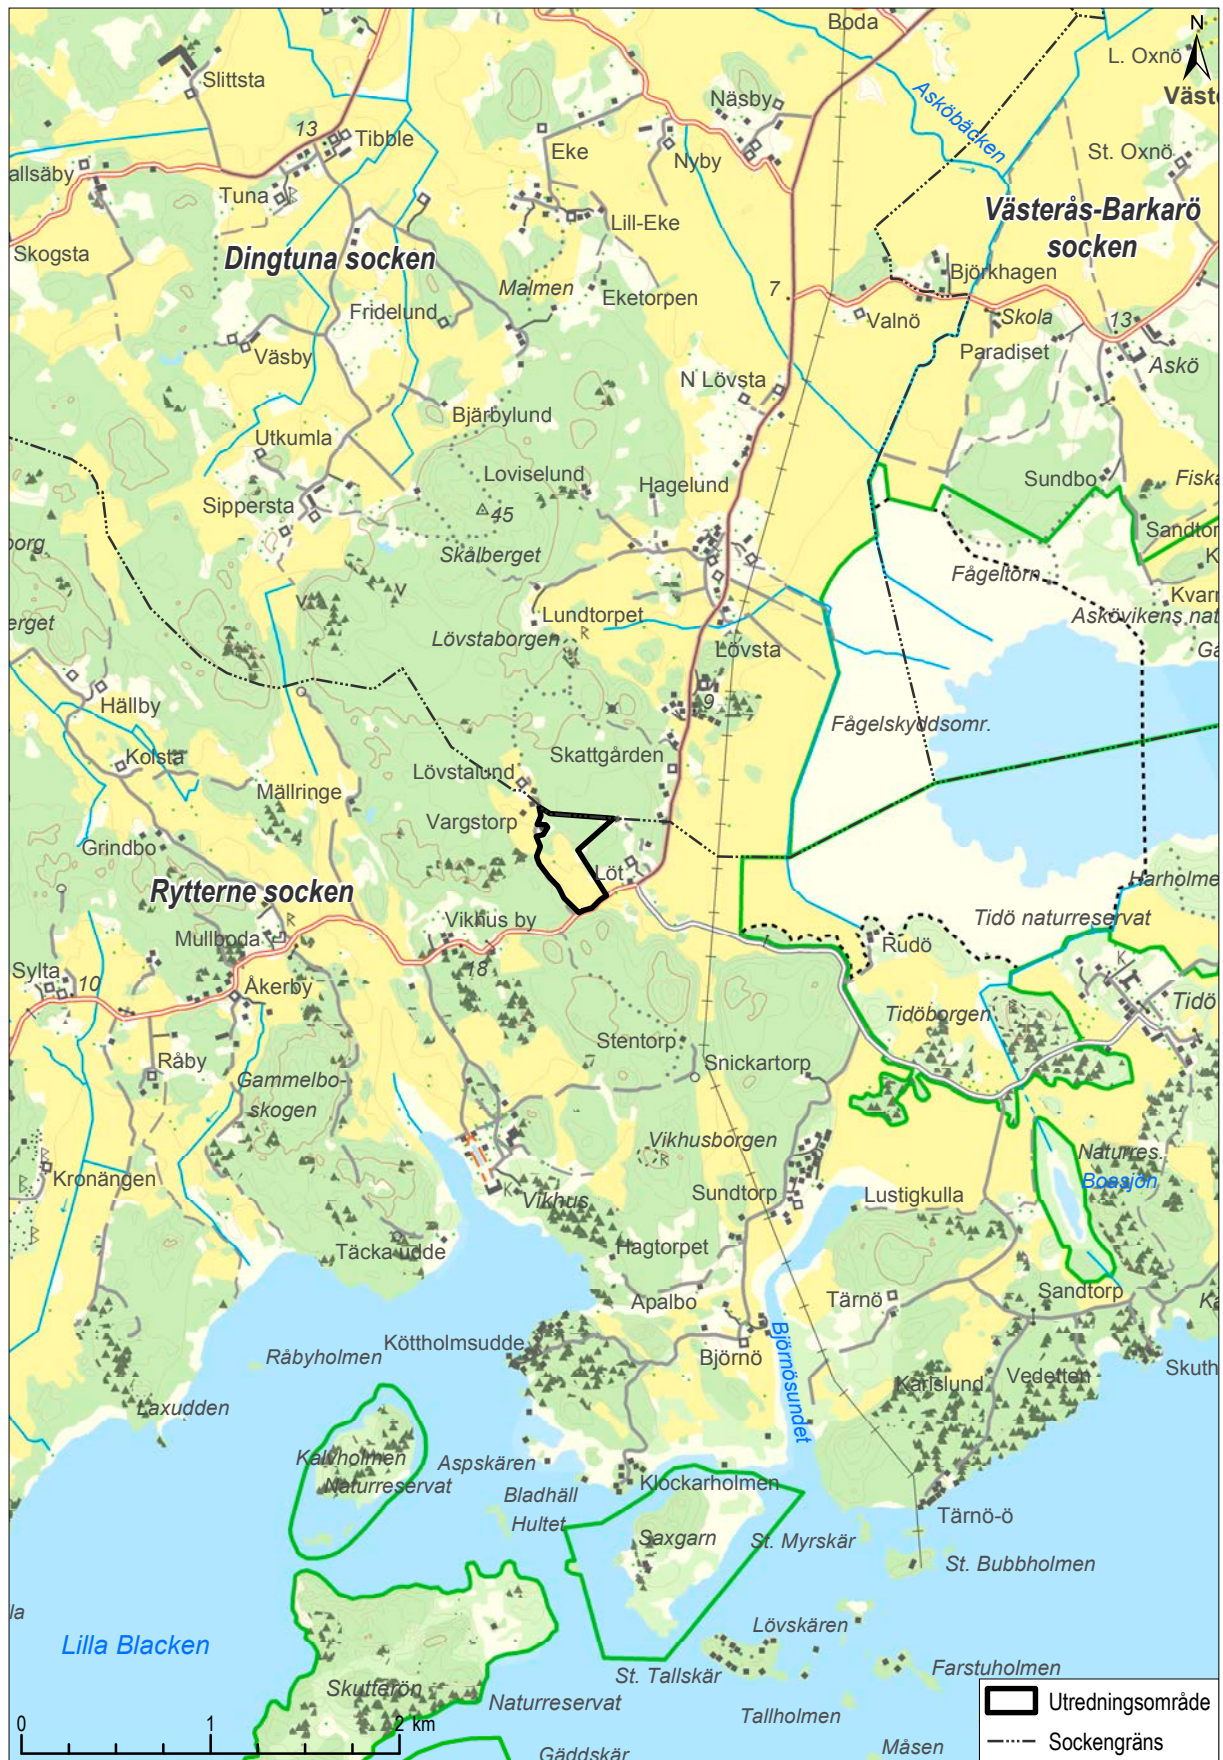 Boda
N
L. Oxnö
Väst
Slittsta
Näsby
Asköbäcken
13
Tibble
Eke
Nyby
St. Oxnö
allsäby
Tuna
Lill-Eke
Västerås-Barkarö
socken
Skogsta
Dingtuna socken
Malmen
Eketorpen
Björkhagen
7
Fridelund
Valnö
Skola
13
Väsby
Paradiset
Askö
N Lövsta
Bjärbylund
Utkumla
Loviselund
Hagelund
Sundbo
Fiska
Sippersta
45
Sandtor
borg
Skålberget
K
Fågeltorn
Kvarn
Lundtorpet
Askövikens nat
erget
Lövstaborgen
R
Lövsta
Ga
Hällby
9
Fågelskyddsomr.
Kolsta
Skattgården
Lövstalund
Mällringe
Vargstorp
Grindbo
Löt
Rytterne socken
Harholme
R
Vikhus by
Tidö naturreservat
Mullboda
Rudö
18
K
Sylta
10
Åkerby
Tidö
Tidöborgen
R
Stentorp
Råby
Snickartorp
Gammelbo-
skogen
Vikhusborgen
R
Naturres.
Boasjön
Kronängen
K
Vikhus
Sundtorp
Lustigkulla
Täcka udde
Hagtorpet
Sandtorp
Tärnö
Apalbo
Ka
Köttholmsudde
Björnö
Björnösundet
Råbyholmen
Karlslund
Vedetten
Skuth
Laxudden
Kalvholmen
Naturreservat
Aspskären
Klockarholmen
Bladhäll
Hultet
Tärnö-ö
Saxgarn
St. Myrskär
St. Bubbholmen
la
Lilla Blacken
Lövskären
St. Tallskär
Farstuholmen
Skutterön
Naturreservat
Tallholmen
Utredningsområde
0 1 2 km
Gäddskär
Måsen
Sockengräns